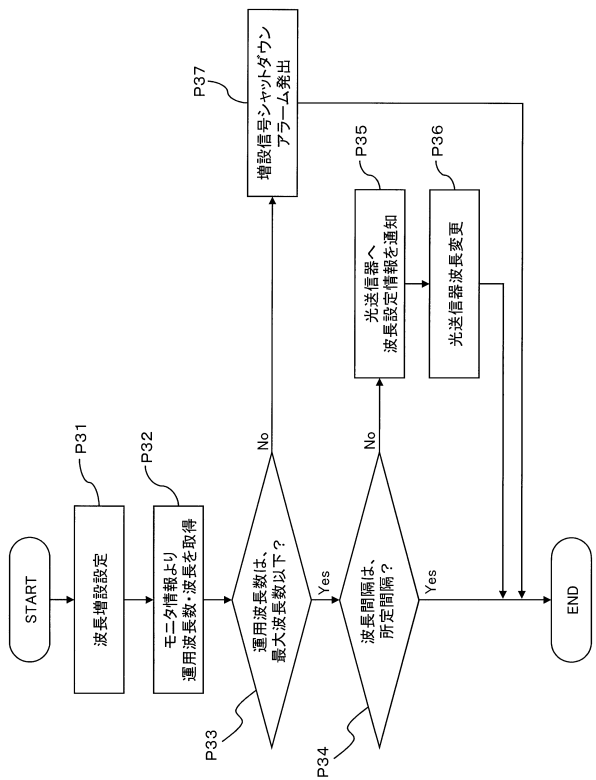 START
P31
波長増設設定
P32
モニタ情報より
運用波長数・波長を取得
P33
運用波長数は、
最大波長数以下？
No
Yes
P37
増設信号シャットダウン
アラーム発出
P34
波長間隔は、
所定間隔？
No
Yes
P35
光送信器へ
波長設定情報を通知
P36
光送信器波長変更
END